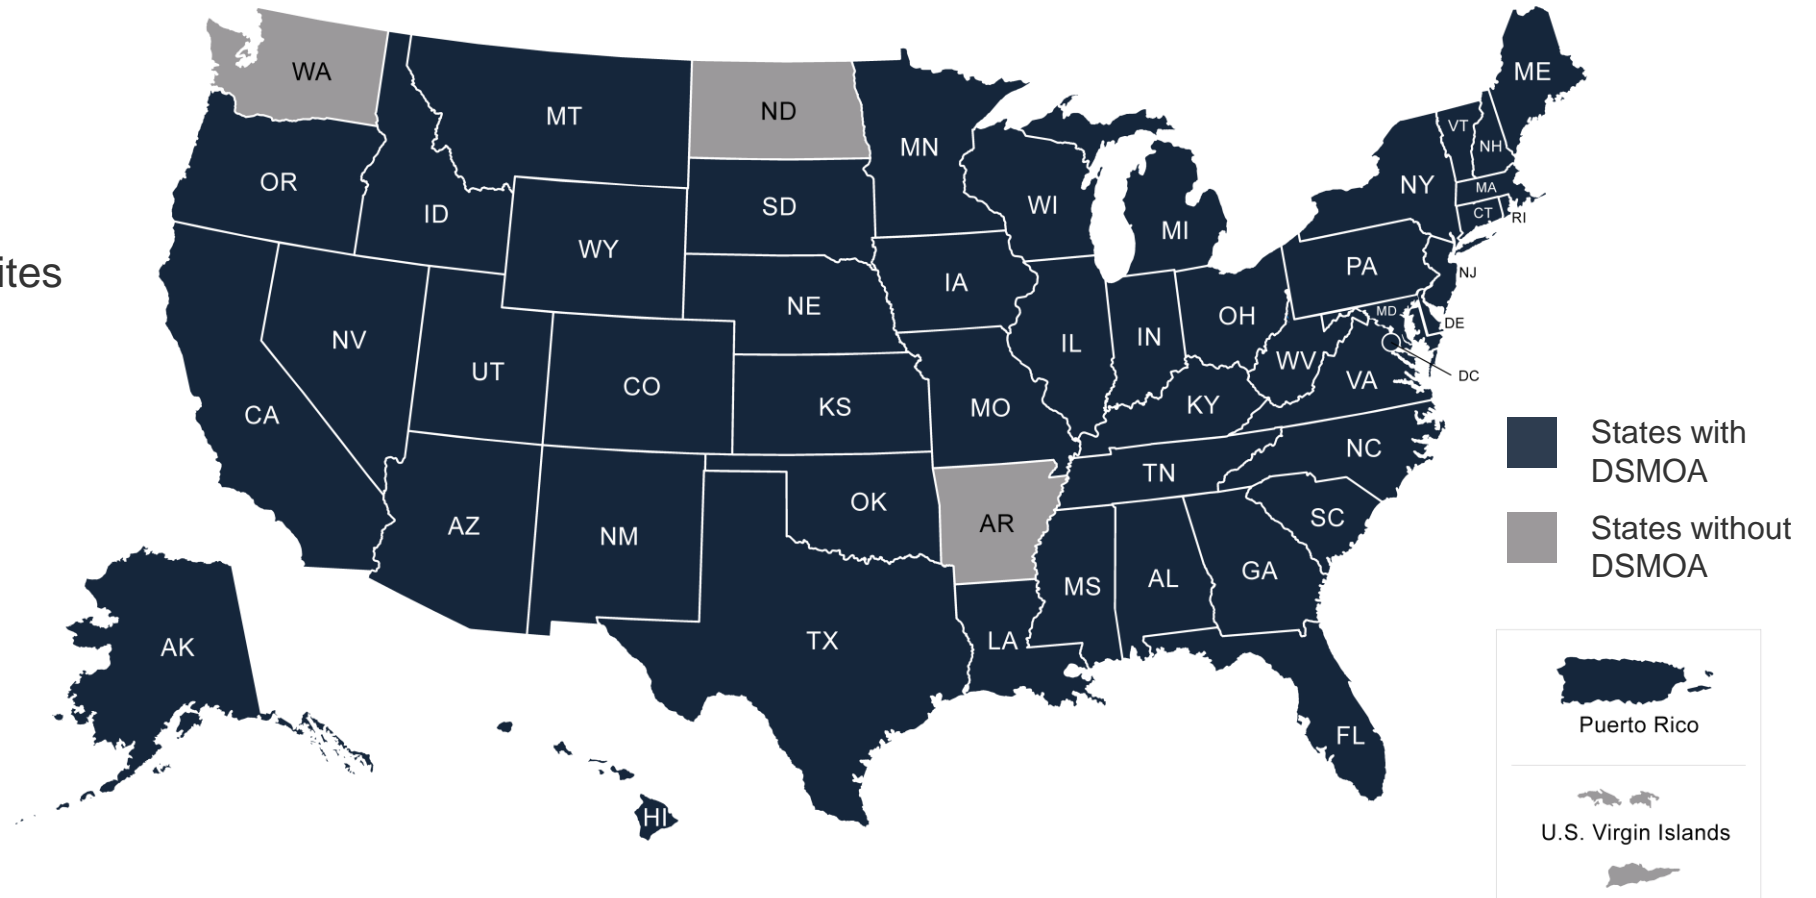 ites
WA
MT
ND
MN
ME
VT
NH
OR
ID
SD
WI
MI
NY
MA
CT
RI
WY
IA
PA
NJ
NV
NE
IL
IN
OH
MD
DE
UT
CO
KS
MO
WV
VA
DC
CA
KY
NC
AZ
NM
OK
AR
TN
SC
MS
AL
GA
AK
TX
LA
FL
HI
States with
DSMOA
States without
DSMOA
Puerto Rico
U.S. Virgin Islands